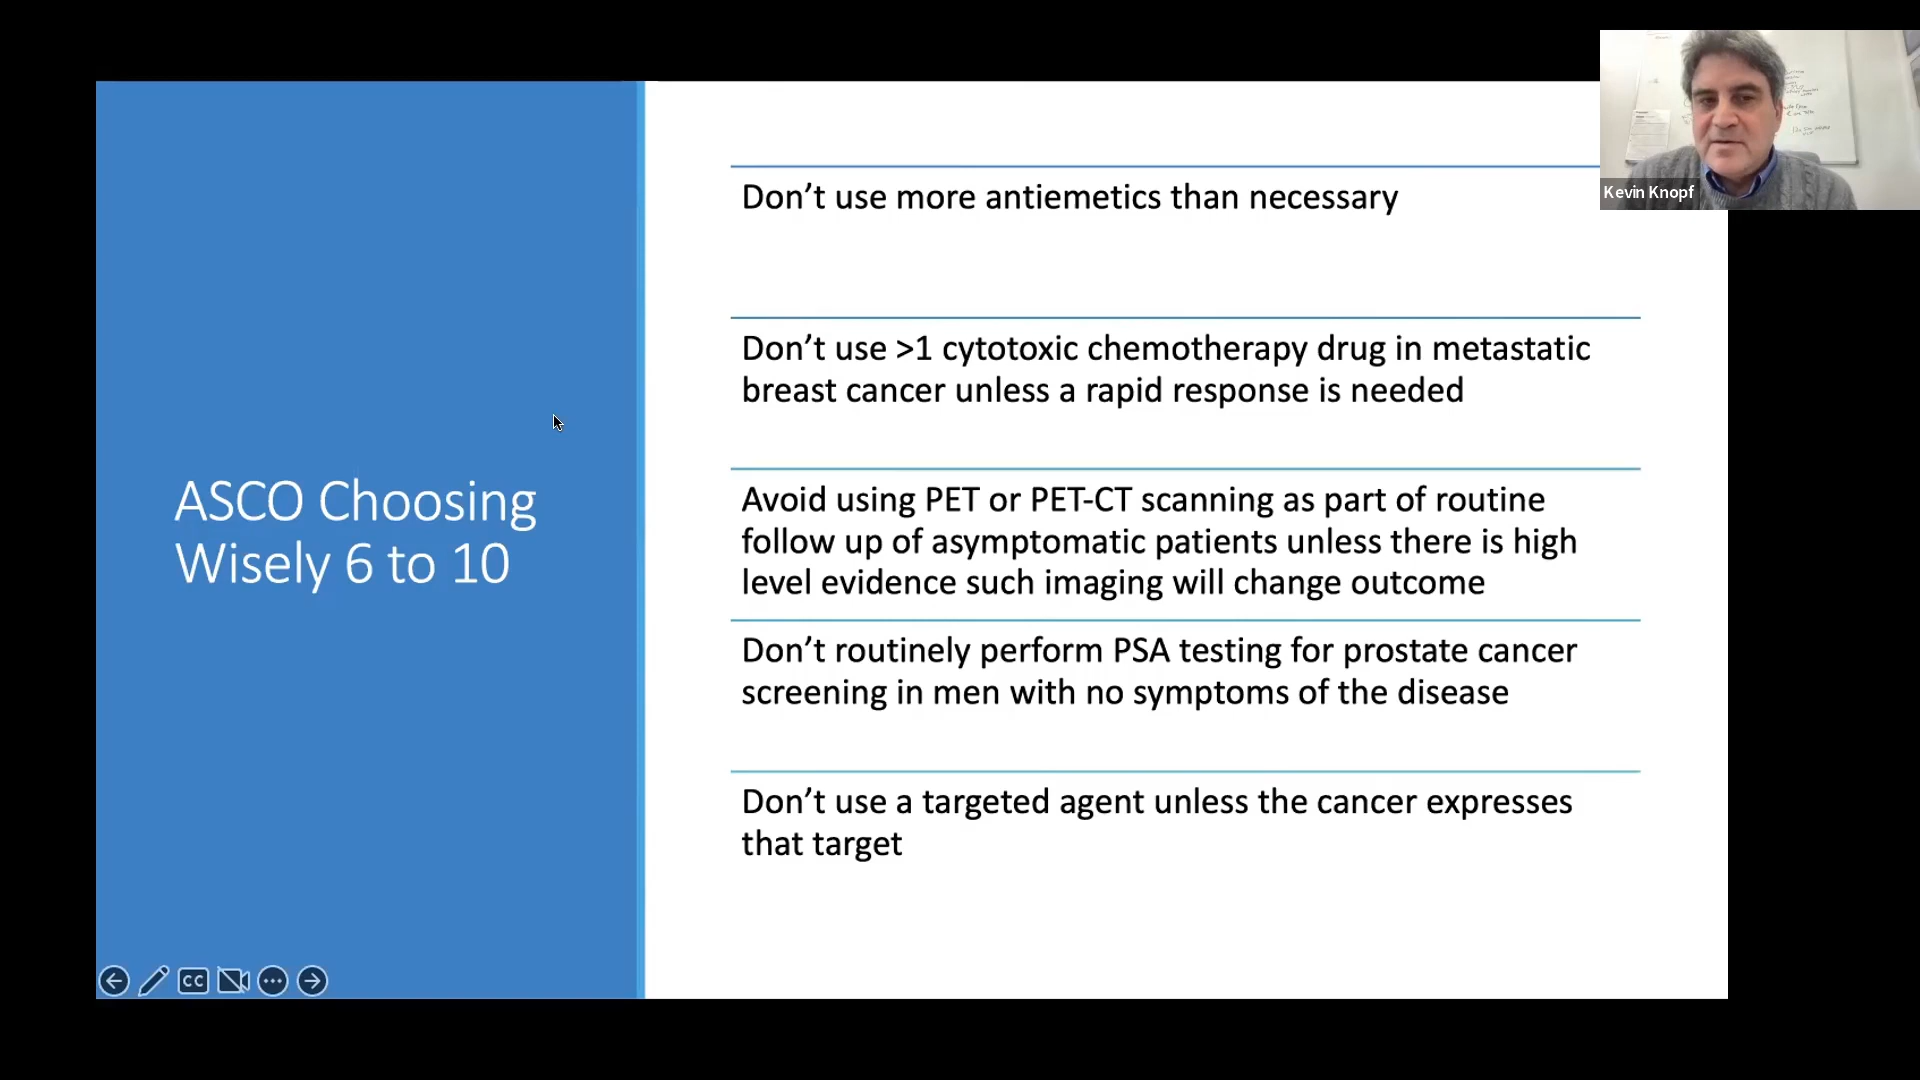 Don’t use more antiemetics than necessary
Don’t use >1 cytotoxic chemotherapy drug in metastatic
breast cancer unless a rapid response is needed
Avoid using PET or PET-CT scanning as part of routine
follow up of asymptomatic patients unless there is high
level evidence such imaging will change outcome
Don’t routinely perform PSA testing for prostate cancer
screening in men with no symptoms of the disease
Don’t use a targeted agent unless the cancer expresses
that target
ASCO Choosing
Wisely 6 to 10
Kevin Knopf
CC